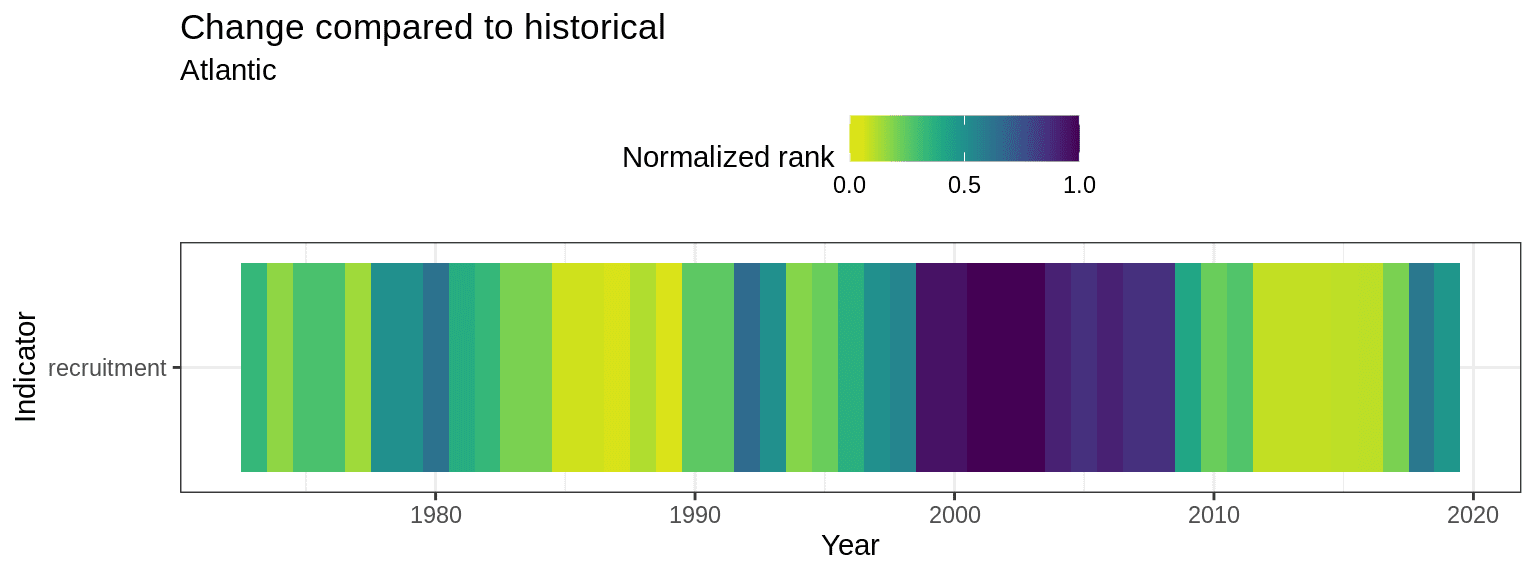 Change compared to historical
Atlantic
Normalized rank
0.0 0.5 1.0
Indicator
recruitment
1980 1990 2000 2010 2020
Year